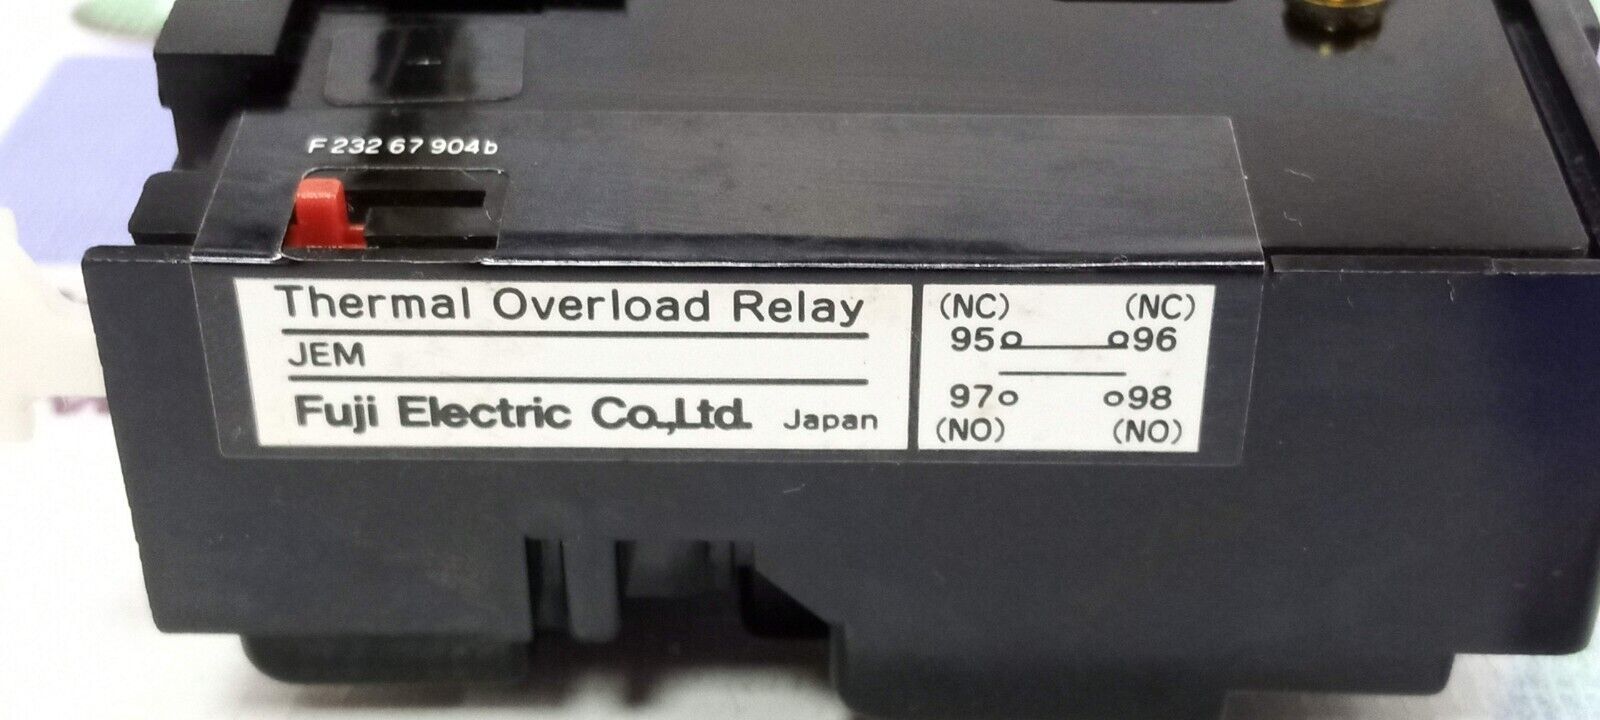 F 232 67 904b
Thermal Overload Relay
JEM
Fuji Electric Co.,Ltd. Japan
(NC) (NC)
95 96
97 98
(NO) (NO)